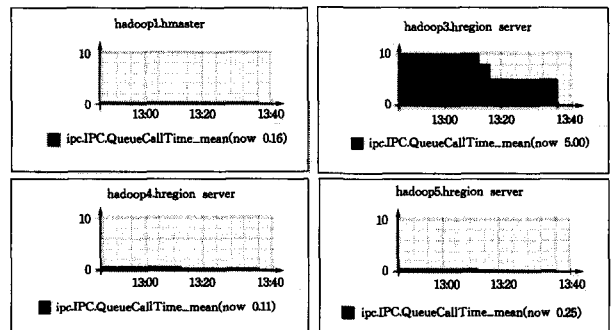 hadoop1.hmaster
10
0
13:00 13:20 13:40
ipc.IPC.QueueCallTime_mean(now 0.16)
hadoop3.hregion server
10
0
13:00 13:20 13:40
ipc.IPC.QueueCallTime_mean(now 5.00)
hadoop4.hregion server
10
0
13:00 13:20 13:40
ipc.IPC.QueueCallTime_mean(now 0.11)
hadoop5.hregion server
10
0
13:00 13:20 13:40
ipc.IPC.QueueCallTime_mean(now 0.25)